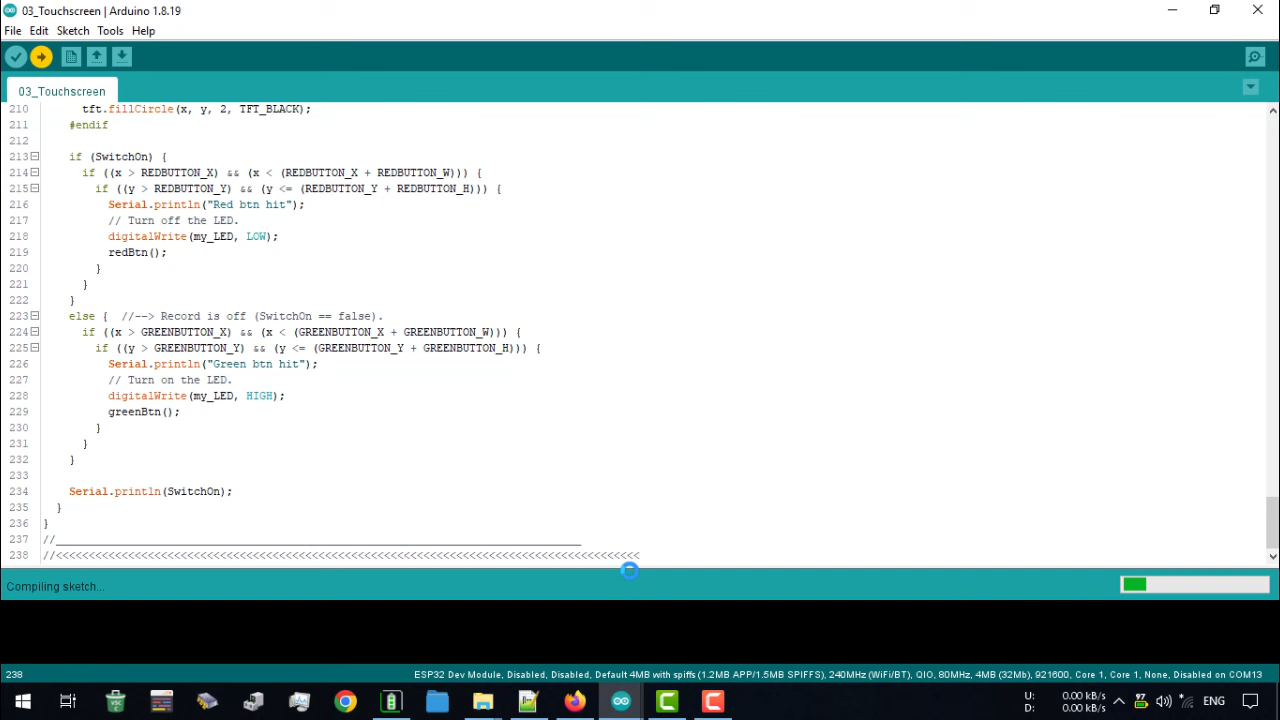 03_Touchscreen | Arduino 1.8.19
File Edit Sketch Tools Help
03_Touchscreen
210 tft.fillCircle(x, y, 2, TFT_BLACK);
211 #endif
212
213 if (SwitchOn) {
214 if ((x > REDBUTTON_X) && (x < (REDBUTTON_X + REDBUTTON_W))) {
215 if ((y > REDBUTTON_Y) && (y <= (REDBUTTON_Y + REDBUTTON_H))) {
216 Serial.println("Red btn hit");
217 // Turn off the LED.
218 digitalWrite(my_LED, LOW);
219 redBtn();
220 }
221 }
222 }
223 else { //--> Record is off (SwitchOn == false).
224 if ((x > GREENBUTTON_X) && (x < (GREENBUTTON_X + GREENBUTTON_W))) {
225 if ((y > GREENBUTTON_Y) && (y <= (GREENBUTTON_Y + GREENBUTTON_H))) {
226 Serial.println("Green btn hit");
227 // Turn on the LED.
228 digitalWrite(my_LED, HIGH);
229 greenBtn();
230 }
231 }
232 }
233
234 Serial.println(SwitchOn);
235 }
236 }
237 //________________________________________________________________________________
238 //<<<<<<<<<<<<<<<<<<<<<<<<<<<<<<<<<<<<<<<<<<<<<<<<<<<<<<<<<<<<<<<<<<<<<<<<<<<<<<<<<<<<<<<<
Compiling sketch...
238 ESP32 Dev Module, Disabled, Disabled, Default 4MB with spiffs (1.2MB APP/1.5MB SPIFFS), 240MHz (WiFi/BT), QIO, 80MHz, 4MB (32Mb), 921600, Core 1, Core 1, None, Disabled on COM13
U: 0.00 kB/s
D: 0.00 kB/s
97
ENG